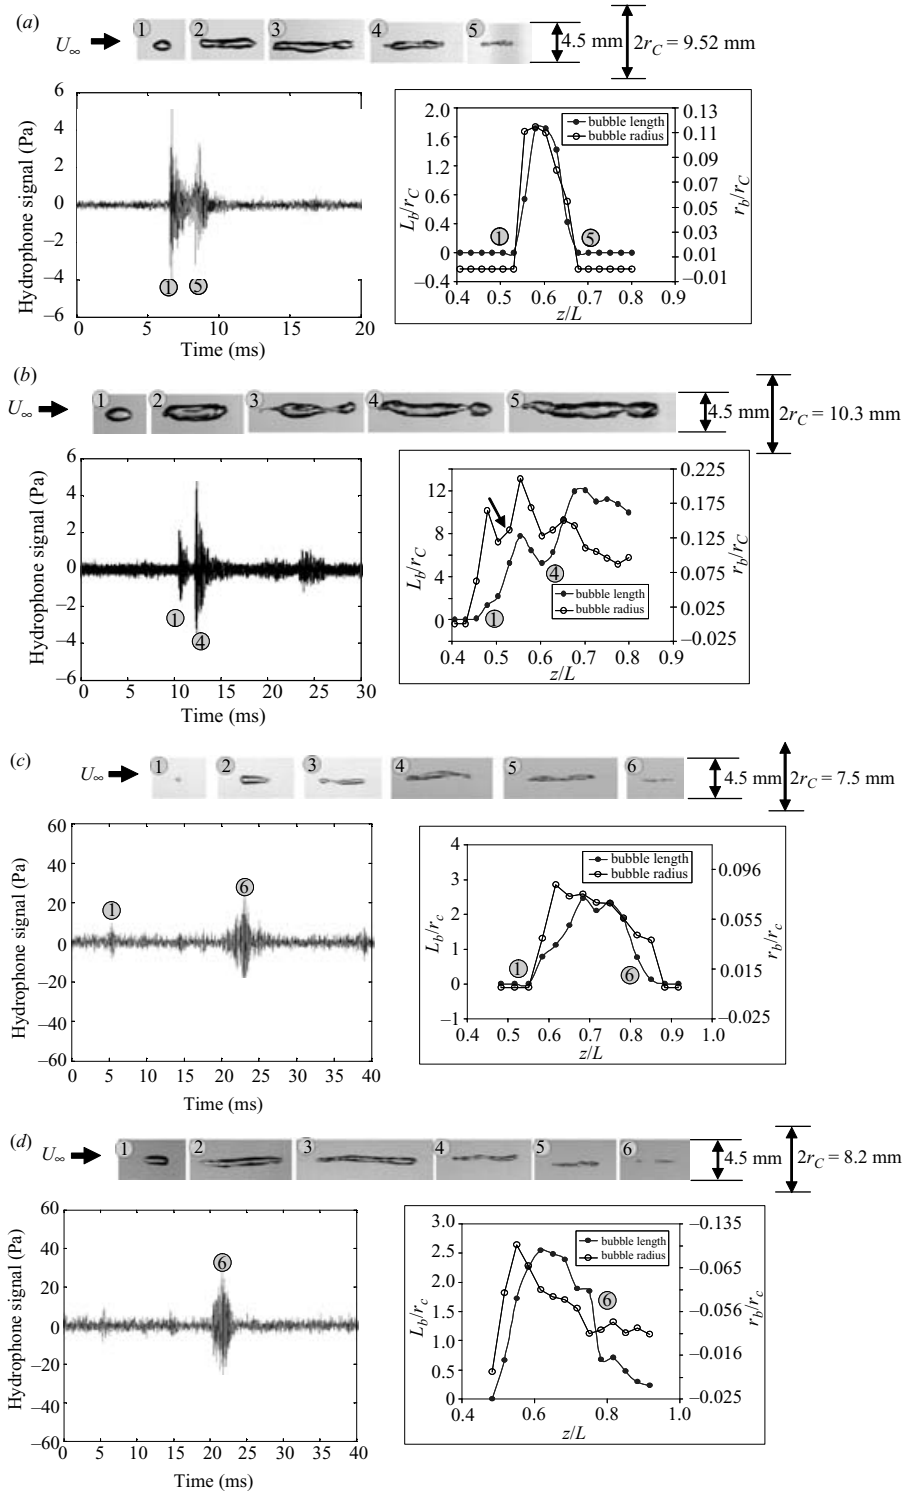 (a)
1 2 3 4 5
U∞
4.5 mm
2rC = 9.52 mm
Hydrophone signal (Pa)
6
4
2
0
−2
−4
−6
1 5
0 5 10 15 20
Time (ms)
Lb/rC
2.0
1.6
1.2
0.8
0.4
0
−0.4
bubble length
bubble radius
1 5
0.13
0.11
0.09
0.07
0.05
0.03
0.01
−0.01
rb/rC
0.4 0.5 0.6 0.7 0.8 0.9
z/L
(b)
1 2 3 4 5
U∞
4.5 mm
2rC = 10.3 mm
Hydrophone signal (Pa)
6
4
2
0
−2
−4
−6
1 4
0 5 10 15 20 25 30
Time (ms)
Lb/rC
12
8
4
0
1 4
bubble length
bubble radius
0.225
0.175
0.125
0.075
0.025
−0.025
rb/rC
0.4 0.5 0.6 0.7 0.8 0.9
z/L
(c)
1 2 3 4 5 6
U∞
4.5 mm
2rC = 7.5 mm
Hydrophone signal (Pa)
60
40
20
0
−20
−40
−60
1 6
0 5 10 15 20 25 30 35 40
Time (ms)
Lb/rc
4
3
2
1
0
−1
bubble length
bubble radius
1 6
0.096
0.055
0.015
−0.025
rb/rc
0.4 0.5 0.6 0.7 0.8 0.9 1.0
z/L
(d)
1 2 3 4 5 6
U∞
4.5 mm
2rC = 8.2 mm
Hydrophone signal (Pa)
60
40
20
0
−20
−40
−60
6
0 5 10 15 20 25 30 35 40
Time (ms)
Lb/rc
3.0
2.5
2.0
1.5
1.0
0.5
0
bubble length
bubble radius
6
−0.135
−0.065
−0.056
−0.016
−0.025
rb/rc
0.4 0.6 0.8 1.0
z/L